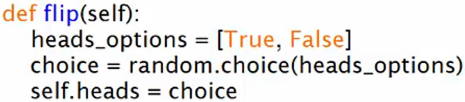 def flip(self):
    heads_options = [True, False]
    choice = random.choice(heads_options)
    self.heads = choice